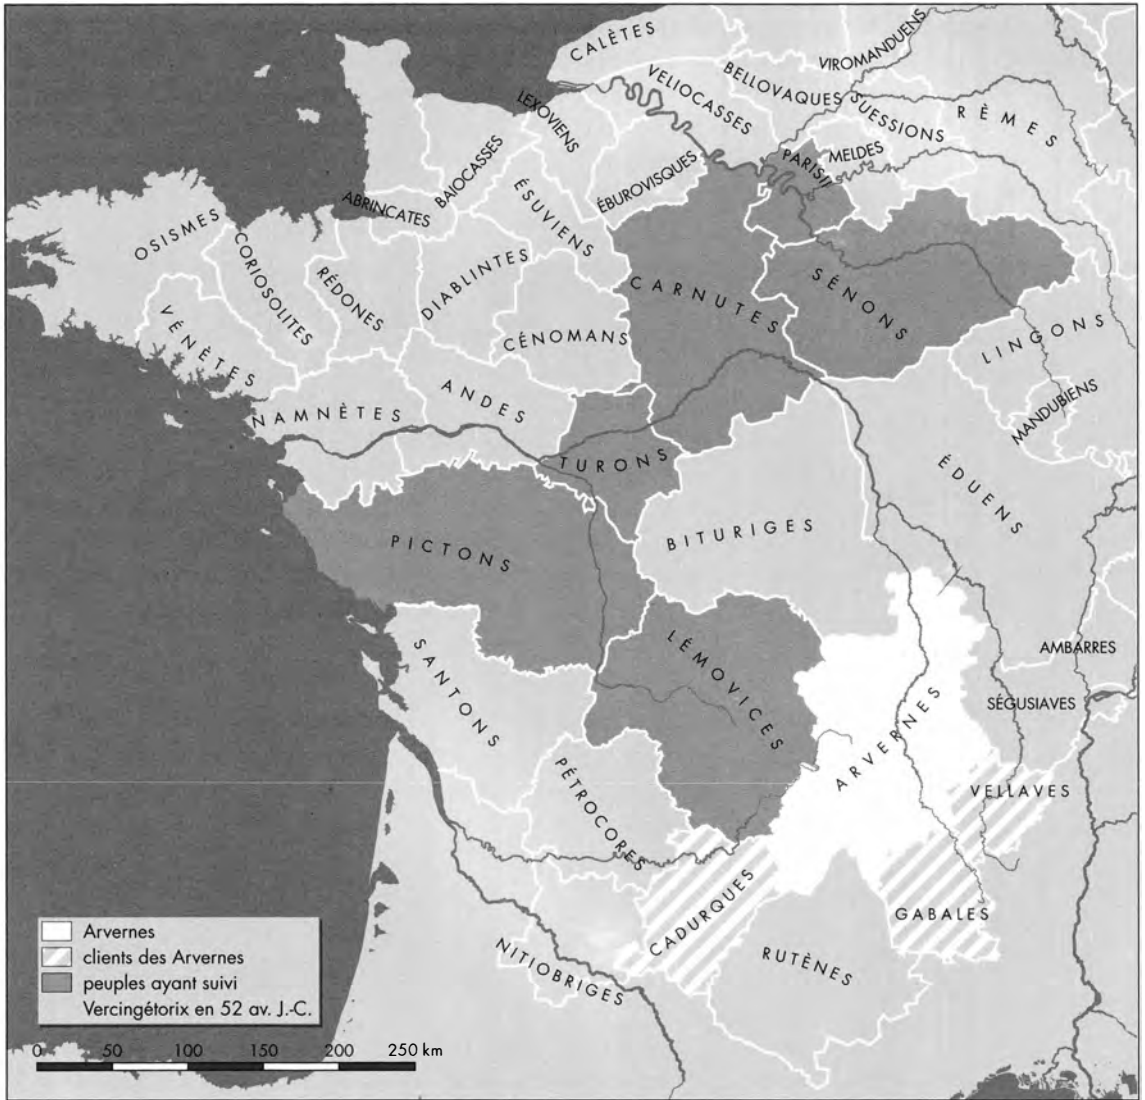 CALÈTES
VIROMANDUENS
VELIOCASSES
BELLOVAQUES
SUESSIONS
RÈMES
LEXOVIENS
BAIOCASSES
PARISII
MELDES
ÉBUROVISQUES
ABRINCATES
ÉSUVIENS
OSISMES
CORIOSOLITES
RÉDONES
DIABLINTES
CARNUTES
SÉNONS
VÉNÈTES
CÉNOMANS
LINGONS
NAMNÈTES
ANDES
MANDUBIENS
TURONS
ÉDUENS
PICTONS
BITURIGES
SANTONS
LÉMOVICES
ARVERNES
AMBARRES
SÉGUSIAVES
PÉTROCORES
VELLAVES
CADURQUES
GABALES
NITIOBRIGES
RUTÈNES
Arvernes
clients des Arvernes
peuples ayant suivi
Vercingétorix en 52 av. J.-C.
0 50 100 150 200 250 km